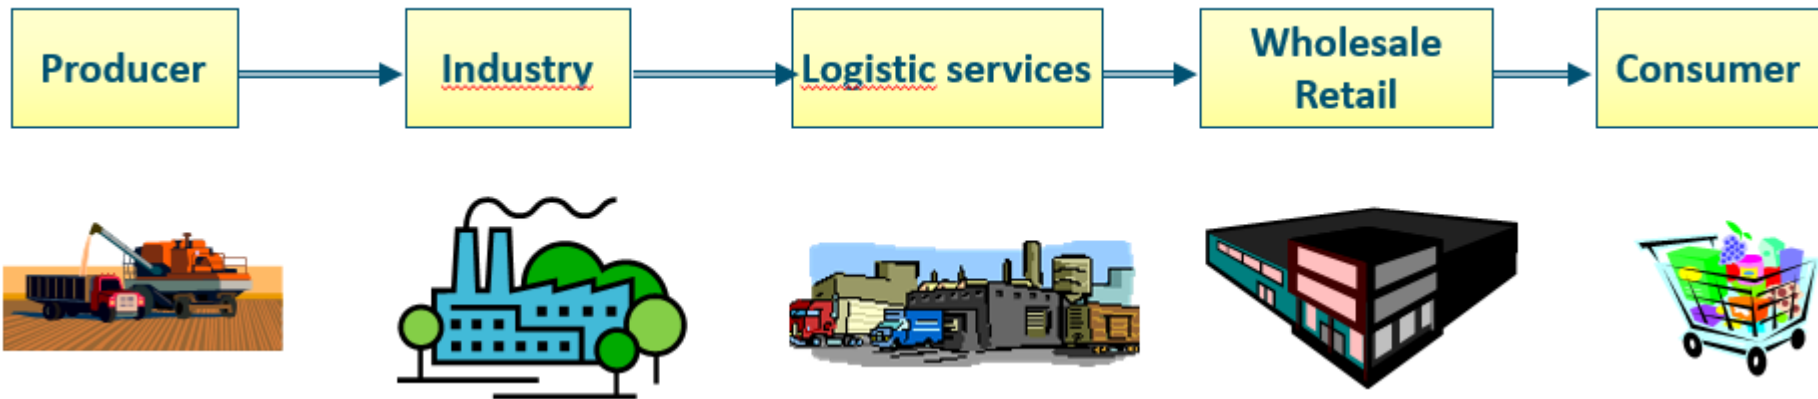 Producer
Industry
Logistic services
Wholesale
Retail
Consumer